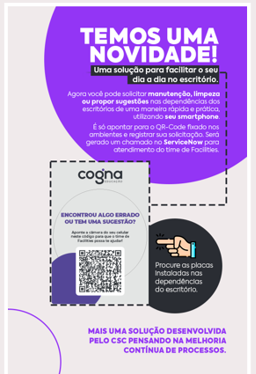 TEMOS UMA
NOVIDADE!
Uma solução para facilitar o seu
dia a dia no escritório.
Agora você pode solicitar manutenção, limpeza
ou propor sugestões nas dependências dos
escritórios de uma maneira rápida e prática,
utilizando seu smartphone.
É só apontar para o QR-Code fixado nos
ambientes e registrar sua solicitação. Será
gerado um chamado no ServiceNow para
atendimento do time de Facilities.
cogna
EDUCAÇÃO
ENCONTROU ALGO ERRADO
OU TEM UMA SUGESTÃO?
Aponte a câmera do seu celular
neste código para que o time de
Facilities possa te ajudar!
Procure as placas
instaladas nas
dependências
do escritório.
MAIS UMA SOLUÇÃO DESENVOLVIDA
PELO CSC PENSANDO NA MELHORIA
CONTÍNUA DE PROCESSOS.